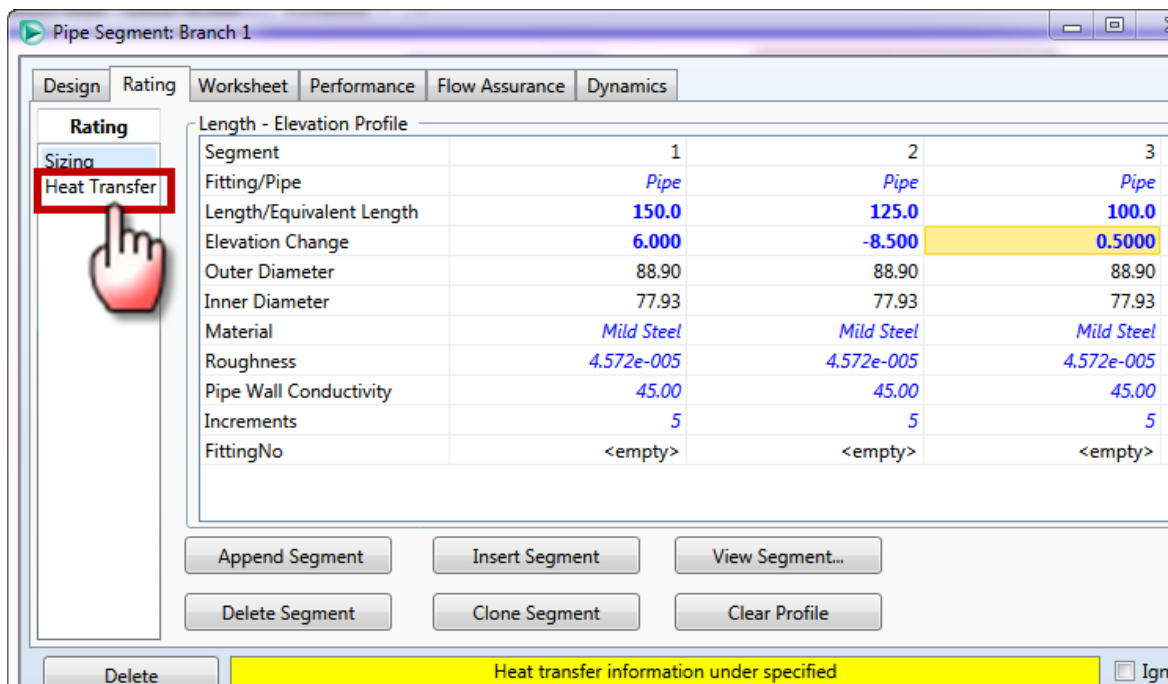 Pipe Segment: Branch 1
Design Rating Worksheet Performance Flow Assurance Dynamics
Rating
Sizing
Heat Transfer
Length - Elevation Profile
Segment 1 2 3
Fitting/Pipe Pipe Pipe Pipe
Length/Equivalent Length 150.0 125.0 100.0
Elevation Change 6.000 -8.500 0.5000
Outer Diameter 88.90 88.90 88.90
Inner Diameter 77.93 77.93 77.93
Material Mild Steel Mild Steel Mild Steel
Roughness 4.572e-005 4.572e-005 4.572e-005
Pipe Wall Conductivity 45.00 45.00 45.00
Increments 5 5 5
FittingNo <empty> <empty> <empty>
Append Segment Insert Segment View Segment...
Delete Segment Clone Segment Clear Profile
Delete Heat transfer information under specified Ign